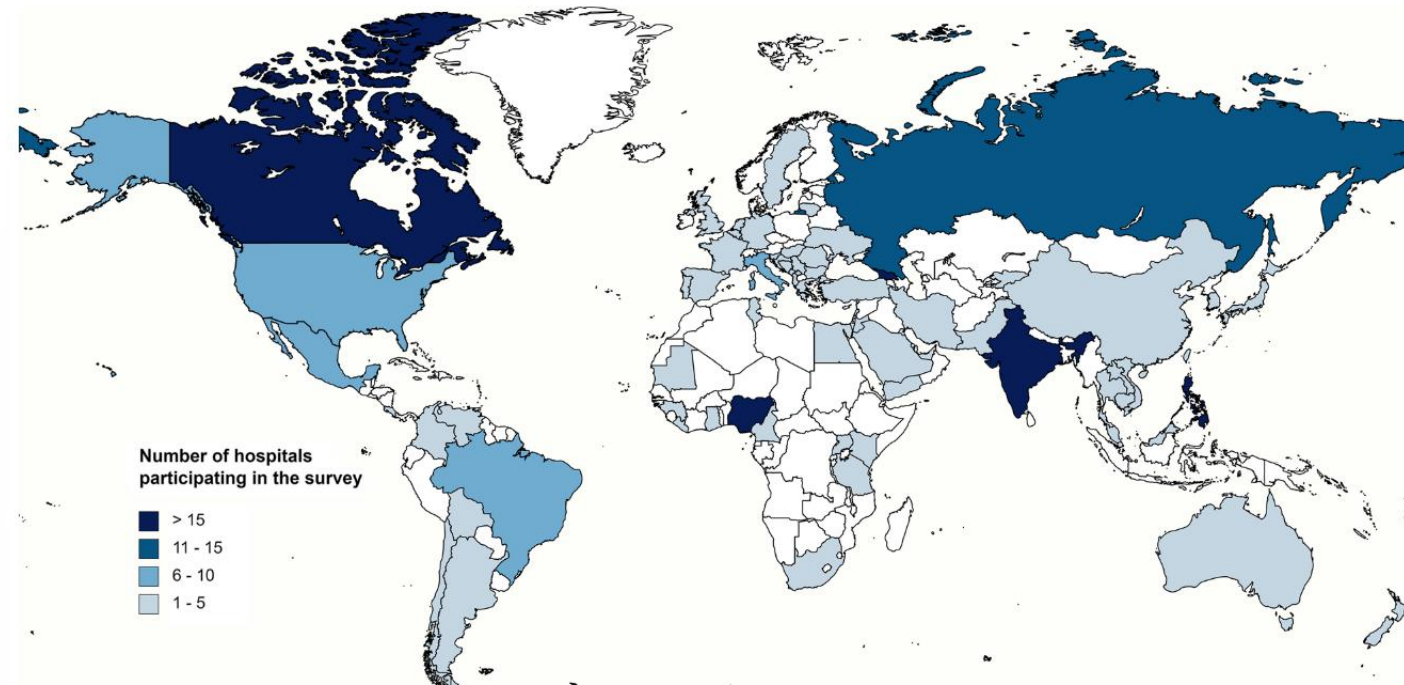 Number of hospitals
participating in the survey
> 15
11 - 15
6 - 10
1 - 5